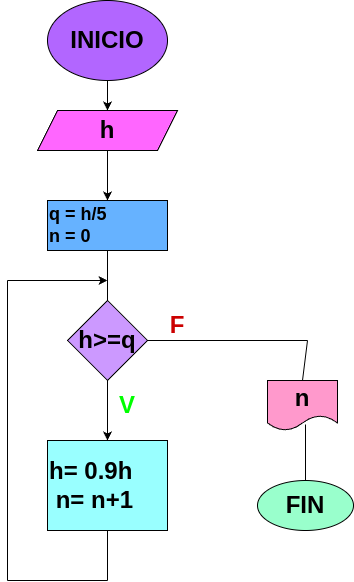 INICIO
h
q = h/5
n = 0
h>=q
F
V
n
h= 0.9h
n= n+1
FIN